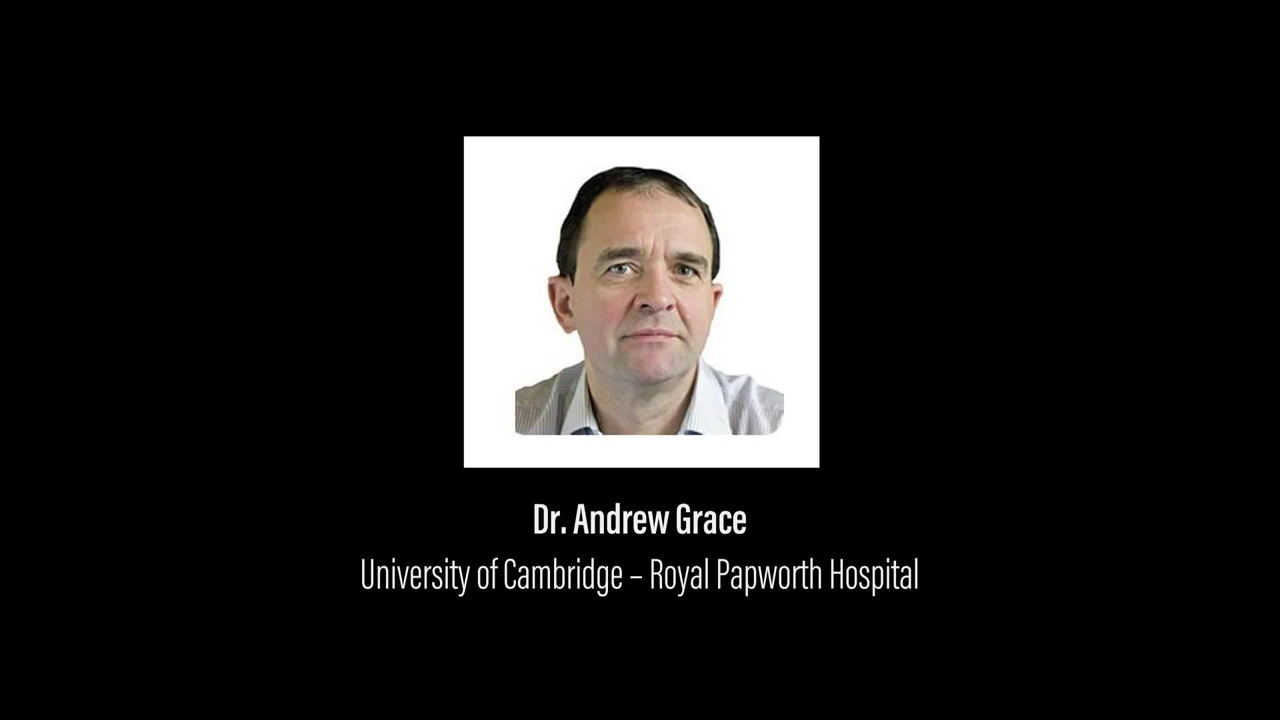 Dr. Andrew Grace
University of Cambridge – Royal Papworth Hospital